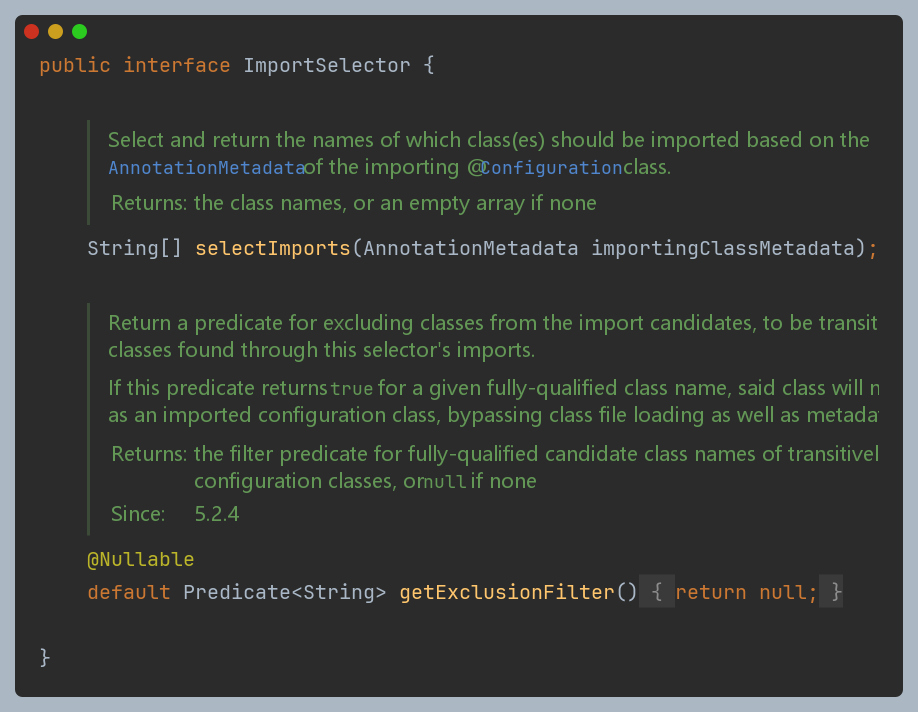 public interface ImportSelector {
Select and return the names of which class(es) should be imported based on the
AnnotationMetadata of the importing @Configuration class.
Returns: the class names, or an empty array if none
String[] selectImports(AnnotationMetadata importingClassMetadata);
Return a predicate for excluding classes from the import candidates, to be transit
classes found through this selector's imports.
If this predicate returns true for a given fully-qualified class name, said class will n
as an imported configuration class, bypassing class file loading as well as metada
Returns: the filter predicate for fully-qualified candidate class names of transitivel
configuration classes, or null if none
Since: 5.2.4
@Nullable
default Predicate<String> getExclusionFilter() { return null; }
}